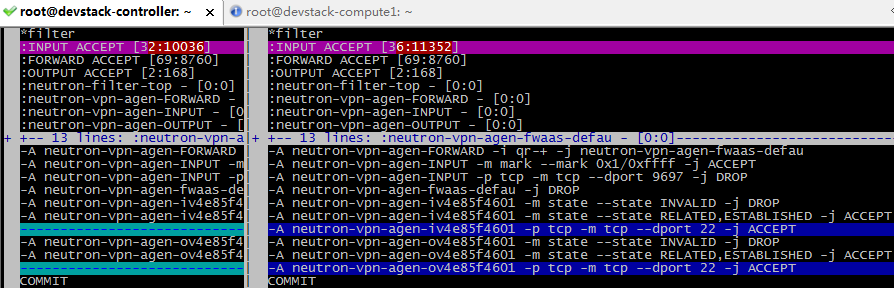 root@devstack-controller: ~ × root@devstack-compute1: ~
*filter
:INPUT ACCEPT [32:10036]
:FORWARD ACCEPT [69:8760]
:OUTPUT ACCEPT [2:168]
:neutron-filter-top - [0:0]
:neutron-vpn-agen-FORWARD -
:neutron-vpn-agen-INPUT - [0
:neutron-vpn-agen-OUTPUT - [
+ +-- 13 lines: :neutron-vpn-a
-A neutron-vpn-agen-FORWARD
-A neutron-vpn-agen-INPUT -m
-A neutron-vpn-agen-INPUT -p
-A neutron-vpn-agen-fwaas-de
-A neutron-vpn-agen-iv4e85f4
-A neutron-vpn-agen-iv4e85f4
----------------------------
-A neutron-vpn-agen-ov4e85f4
-A neutron-vpn-agen-ov4e85f4
----------------------------
COMMIT
*filter
:INPUT ACCEPT [36:11352]
:FORWARD ACCEPT [69:8760]
:OUTPUT ACCEPT [2:168]
:neutron-filter-top - [0:0]
:neutron-vpn-agen-FORWARD - [0:0]
:neutron-vpn-agen-INPUT - [0:0]
:neutron-vpn-agen-OUTPUT - [0:0]
+ +-- 13 lines: :neutron-vpn-agen-fwaas-defau - [0:0]---------------------------
-A neutron-vpn-agen-FORWARD -i qr-+ -j neutron-vpn-agen-fwaas-defau
-A neutron-vpn-agen-INPUT -m mark --mark 0x1/0xffff -j ACCEPT
-A neutron-vpn-agen-INPUT -p tcp -m tcp --dport 9697 -j DROP
-A neutron-vpn-agen-fwaas-defau -j DROP
-A neutron-vpn-agen-iv4e85f4601 -m state --state INVALID -j DROP
-A neutron-vpn-agen-iv4e85f4601 -m state --state RELATED,ESTABLISHED -j ACCEPT
-A neutron-vpn-agen-iv4e85f4601 -p tcp -m tcp --dport 22 -j ACCEPT
-A neutron-vpn-agen-ov4e85f4601 -m state --state INVALID -j DROP
-A neutron-vpn-agen-ov4e85f4601 -m state --state RELATED,ESTABLISHED -j ACCEPT
-A neutron-vpn-agen-ov4e85f4601 -p tcp -m tcp --dport 22 -j ACCEPT
COMMIT